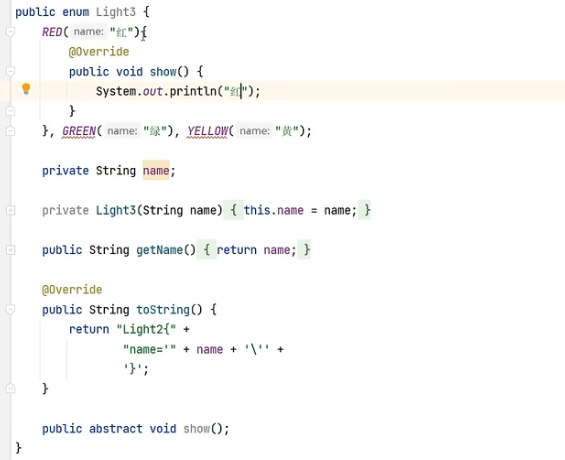 public enum Light3 {
RED( name: "红"){
@Override
public void show() {
System.out.println("红");
}
}, GREEN( name: "绿"), YELLOW( name: "黄");
private String name;
private Light3(String name) { this.name = name; }
public String getName() { return name; }
@Override
public String toString() {
return "Light2{" +
"name='" + name + '\'' +
'}';
}
public abstract void show();
}